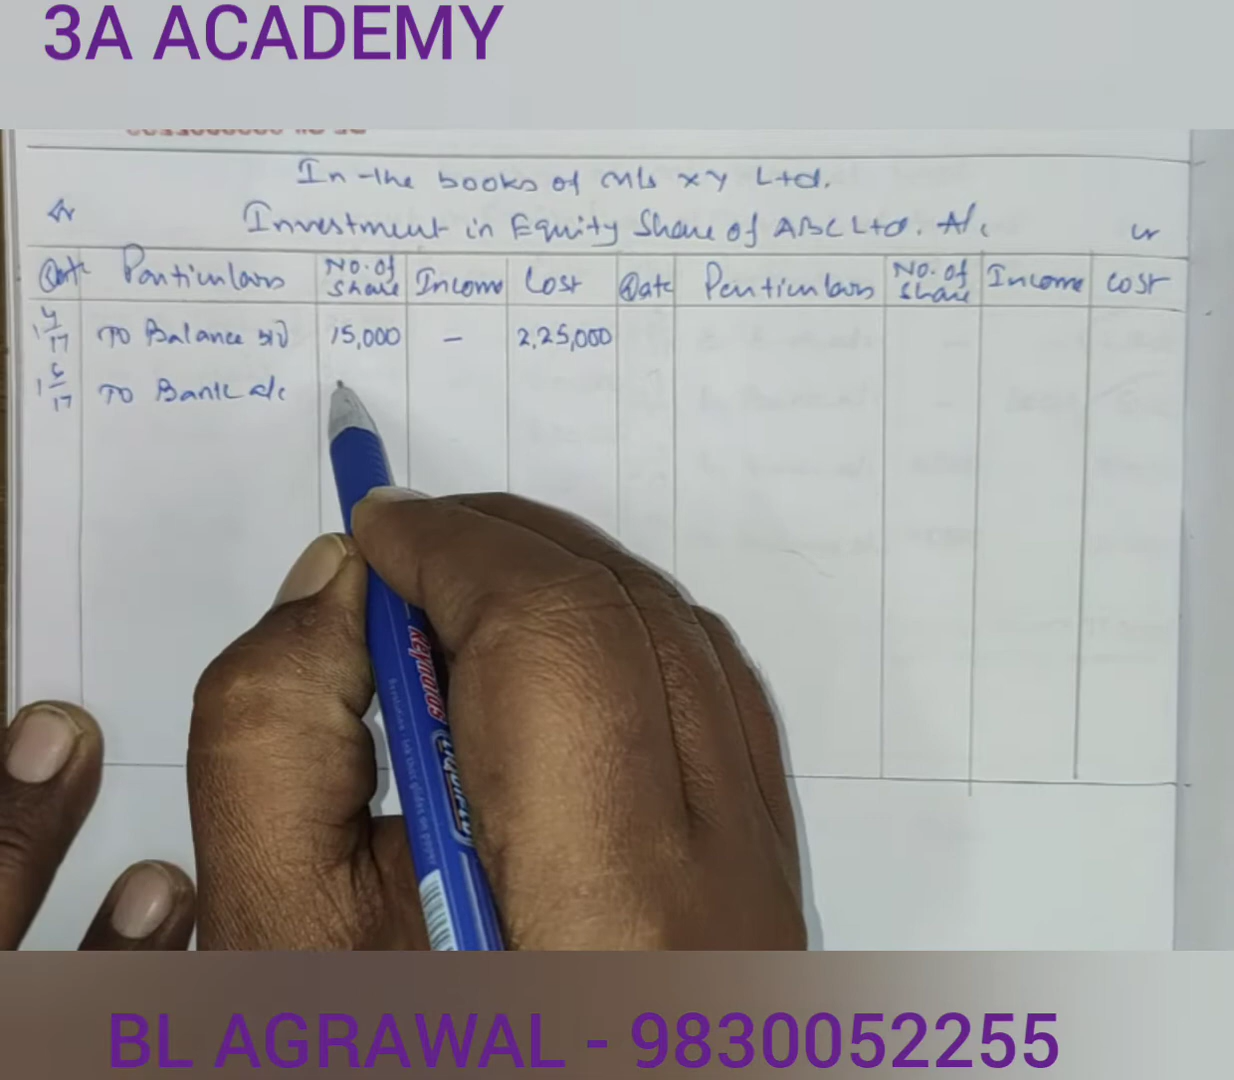 3A ACADEMY
In the books of M/s XY Ltd.
Dr
Investment in Equity Share of ABC Ltd. A/c
Cr
Date Particulars No. of Share Income Cost Date Particulars No. of Share Income Cost
1/4/17 To Balance b/d 15,000 - 2,25,000
1/6/17 To Bank a/c
Keynotes
BL AGRAWAL - 9830052255